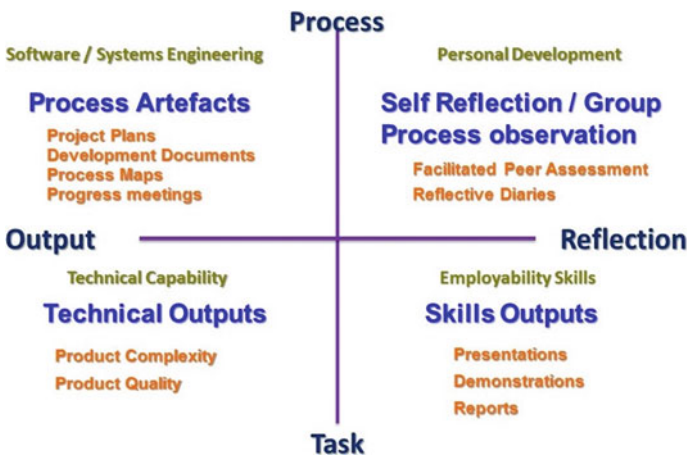 Process
Software / Systems Engineering
Process Artefacts
Project Plans
Development Documents
Process Maps
Progress meetings
Personal Development
Self Reflection / Group
Process observation
Facilitated Peer Assessment
Reflective Diaries
Output
Reflection
Technical Capability
Technical Outputs
Product Complexity
Product Quality
Employability Skills
Skills Outputs
Presentations
Demonstrations
Reports
Task